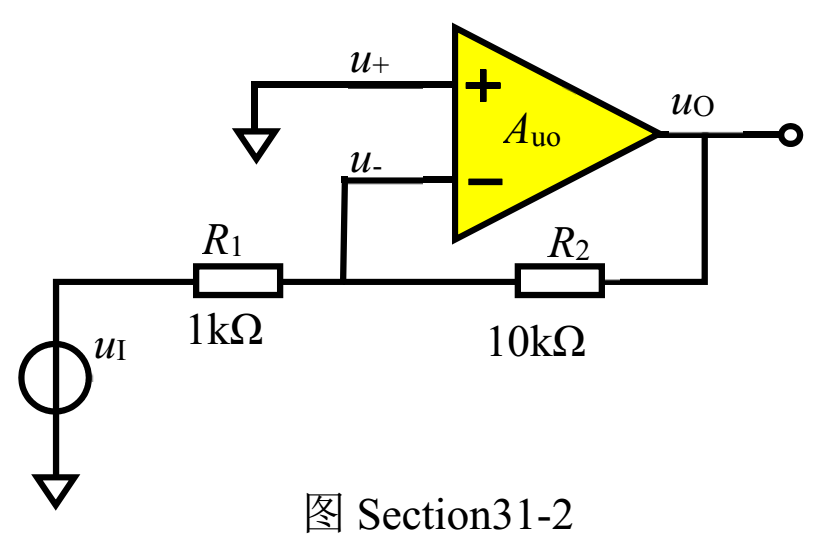 u+
+
uO
Auo
u-
−
R1
R2
1kΩ
10kΩ
uI
图 Section31-2